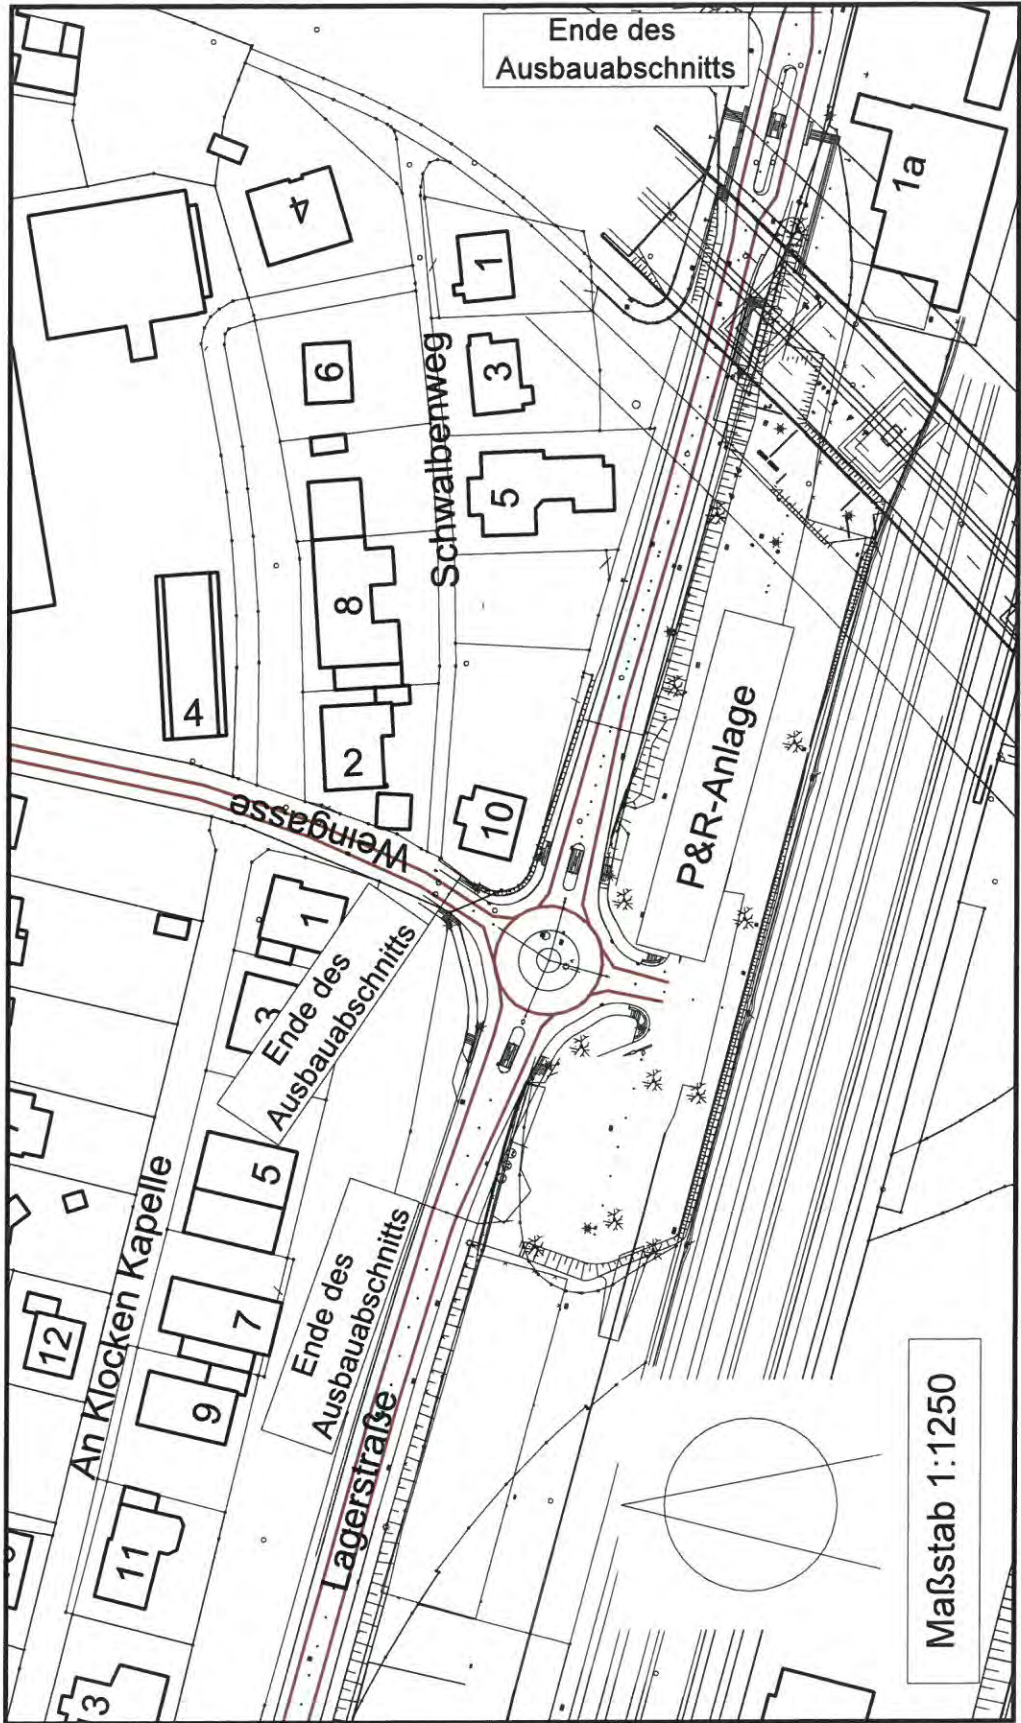 Ende des
Ausbauabschnitts
1a
4
1
6
3
Schwalbenweg
5
8
4
2
Weingasse
10
P&R-Anlage
1
3
Ende des
Ausbauabschnitts
5
An Klocken Kapelle
7
Ende des
Ausbauabschnitts
12
9
Lagerstraße
11
Maßstab 1:1250